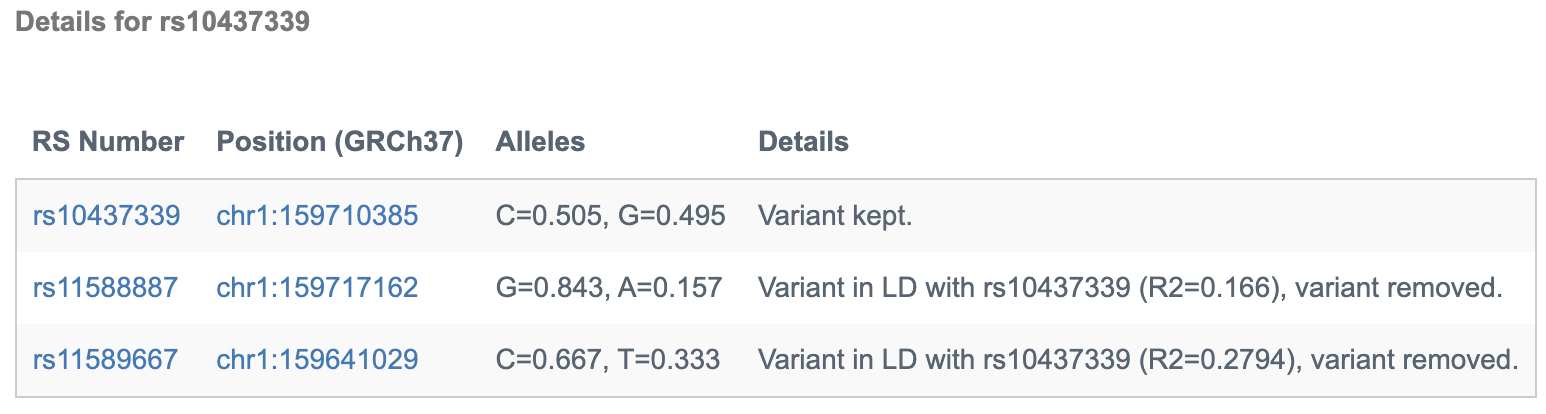 Details for rs10437339
RS Number Position (GRCh37) Alleles Details
rs10437339 chr1:159710385 C=0.505, G=0.495 Variant kept.
rs11588887 chr1:159717162 G=0.843, A=0.157 Variant in LD with rs10437339 (R2=0.166), variant removed.
rs11589667 chr1:159641029 C=0.667, T=0.333 Variant in LD with rs10437339 (R2=0.2794), variant removed.